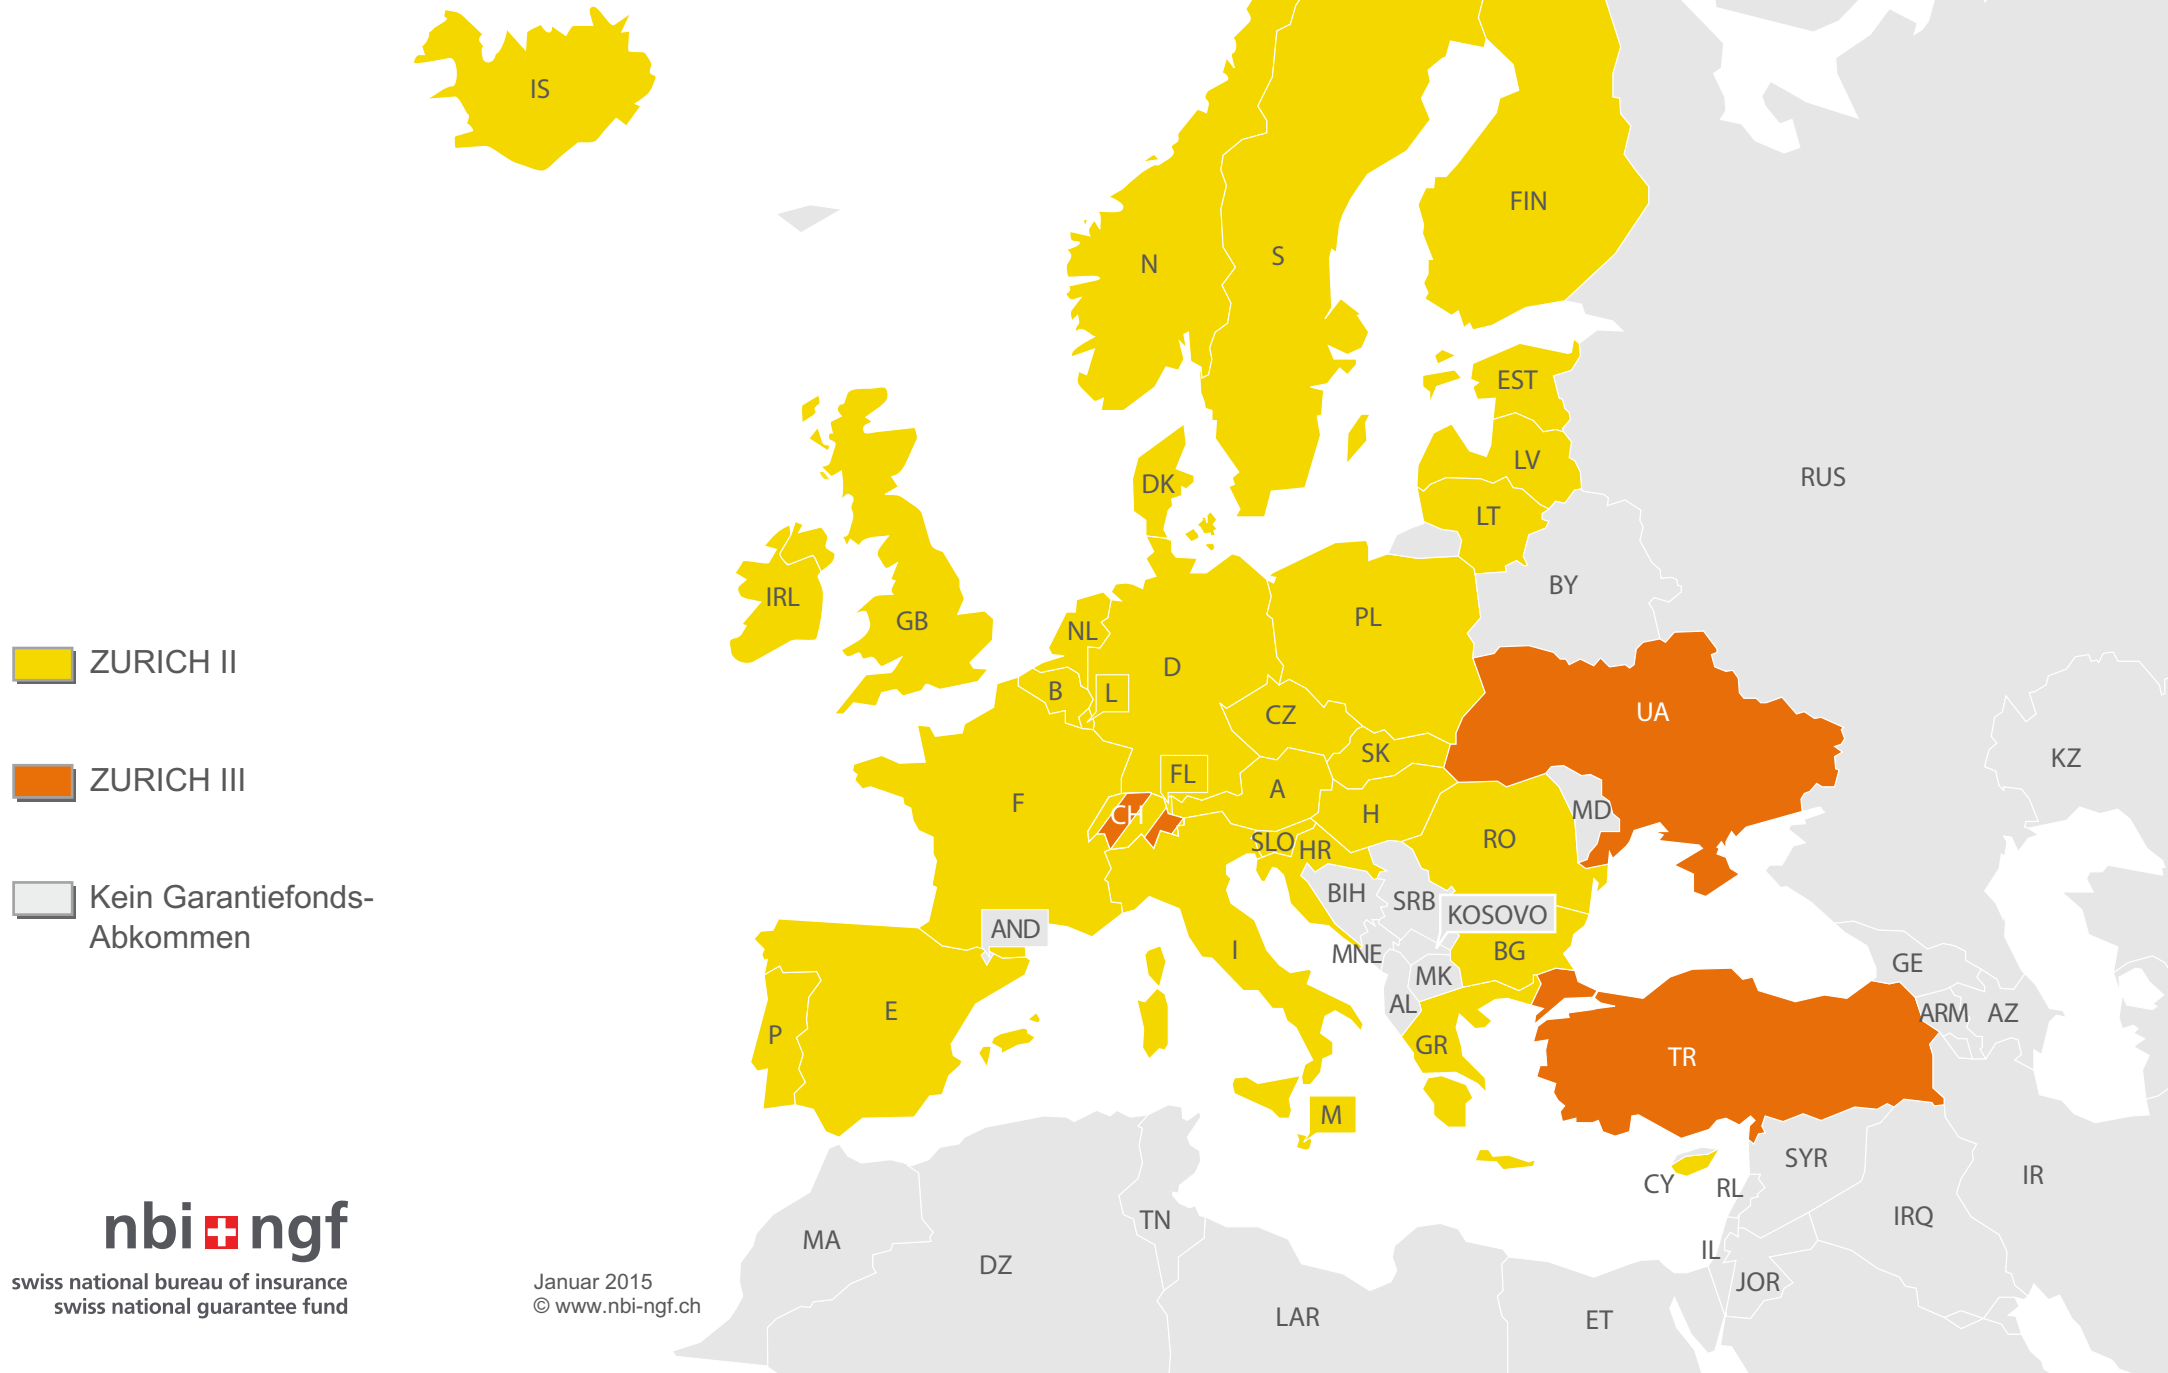 IS
FIN
N
S
EST
LV
LT
DK
RUS
BY
IRL
GB
NL
PL
D
B
L
CZ
UA
SK
FL
A
F
CH
H
MD
KZ
SLO
HR
RO
BIH
SRB
KOSOVO
AND
I
MNE
BG
MK
GE
AL
ARM
AZ
E
P
GR
TR
M
CY
RL
SYR
IR
MA
TN
IRQ
DZ
IL
JOR
LAR
ET
ZURICH II
ZURICH III
Kein Garantiefonds-
Abkommen
nbi ngf
swiss national bureau of insurance
swiss national guarantee fund
Januar 2015
© www.nbi-ngf.ch